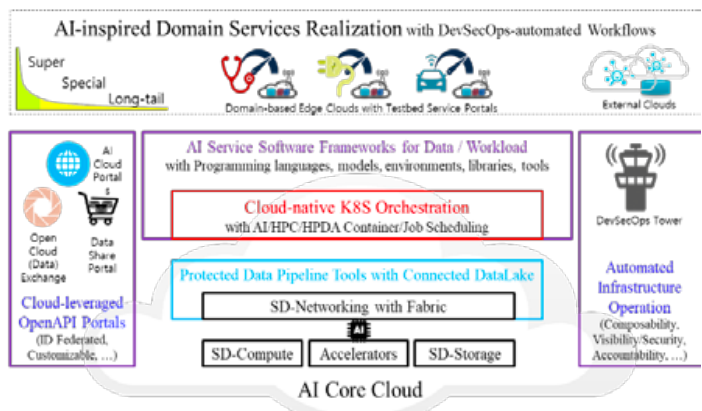 AI-inspired Domain Services Realization with DevSecOps-automated Workflows
Super
Special
Long-tail
Domain-based Edge Clouds with Testbed Service Portals
External Clouds
AI
Cloud
Portal
s
Open
Cloud
(Data)
Exchange
Data
Share
Portal
Cloud-leveraged
OpenAPI Portals
(ID Federated,
Customizable, …)
AI Service Software Frameworks for Data / Workload
with Programming languages, models, environments, libraries, tools
Cloud-native K8S Orchestration
with AI/HPC/HPDA Container/Job Scheduling
Protected Data Pipeline Tools with Connected DataLake
SD-Networking with Fabric
AI
SD-Compute
Accelerators
SD-Storage
AI Core Cloud
DevSecOps Tower
Automated
Infrastructure
Operation
(Composability,
Visibility/Security,
Accountability, …)